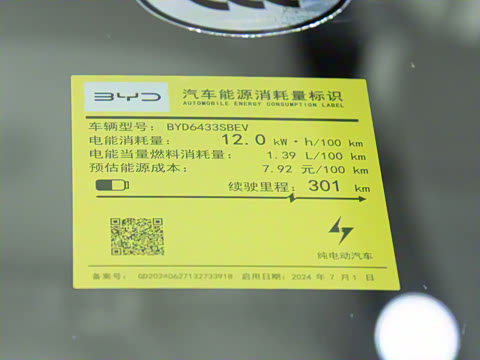 BYD 汽车能源消耗量标识
AUTOMOBILE ENERGY CONSUMPTION LABEL
车辆型号: BYD6433SBEV
电能消耗量: 12.0 kW·h/100 km
电能当量燃料消耗量: 1.39 L/100 km
预估能源成本: 7.92 元/100 km
续驶里程: 301 km
纯电动汽车
备案号: GD20240627132733918 启用日期: 2024 年 7 月 1 日